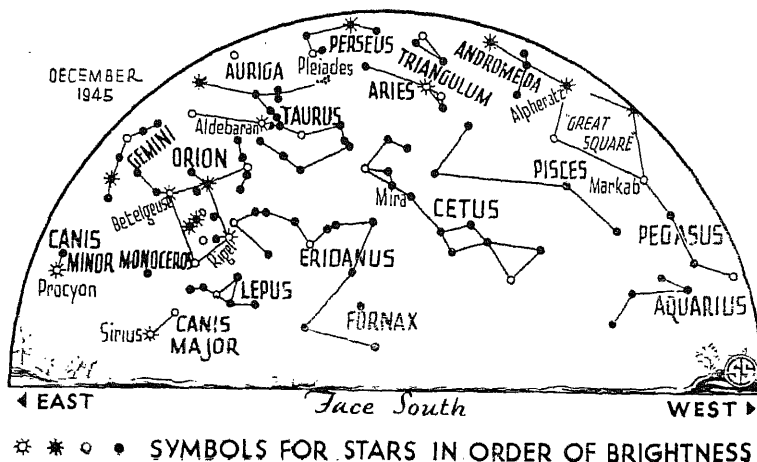 PERSEUS
Pleiades
AURIGA
DECEMBER
1945
TRIANGULUM
ANDROMEDA
ARIES
Alpheratz
TAURUS
Aldebaran
"GREAT
SQUARE"
GEMINI
ORION
PISCES
Markab
Betelgeuse
Mira
CETUS
CANIS
MINOR
MONOCEROS
Rigel
ERIDANUS
PEGASUS
Procyon
LEPUS
AQUARIUS
FORNAX
Sirius
CANIS
MAJOR
EAST
Face South
WEST
SYMBOLS FOR STARS IN ORDER OF BRIGHTNESS